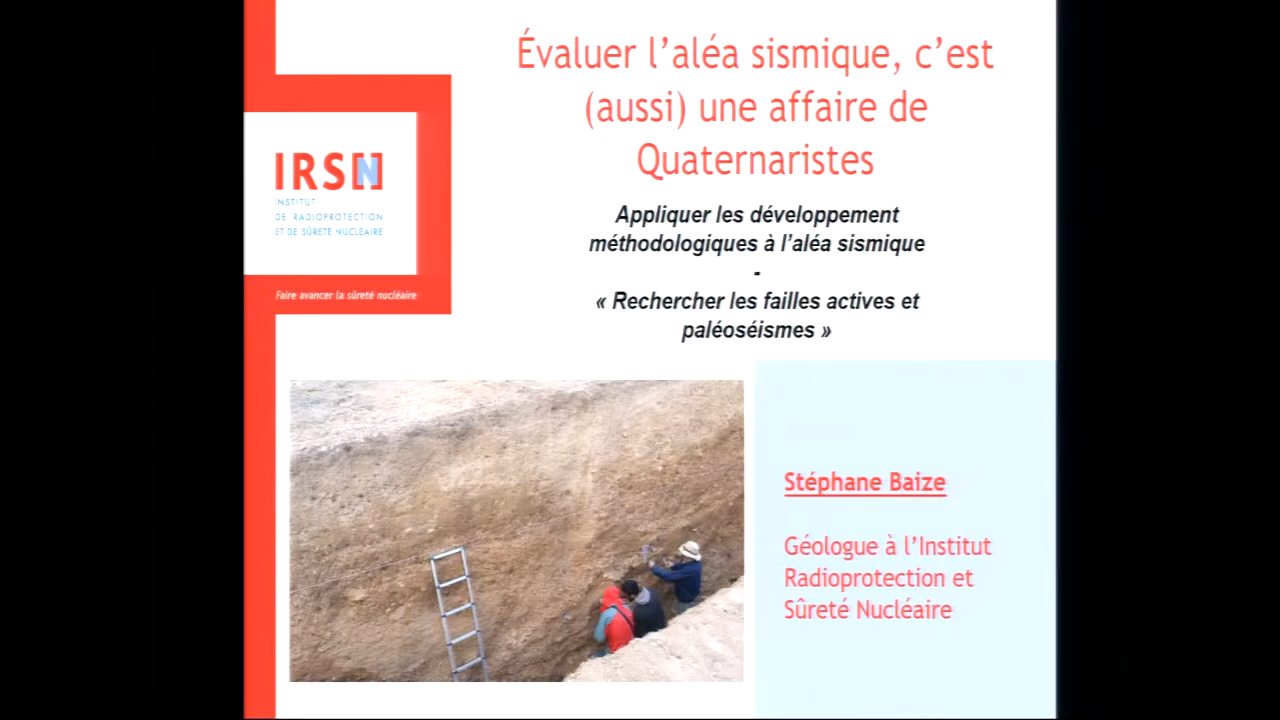 Évaluer l’aléa sismique, c’est
(aussi) une affaire de
Quaternaristes
IRSN
INSTITUT
DE RADIOPROTECTION
ET DE SÛRETÉ NUCLÉAIRE
Faire avancer la sûreté nucléaire
Appliquer les développement
méthodologiques à l’aléa sismique
-
« Rechercher les failles actives et
paléoséismes »
Stéphane Baize
Géologue à l’Institut
Radioprotection et
Sûreté Nucléaire